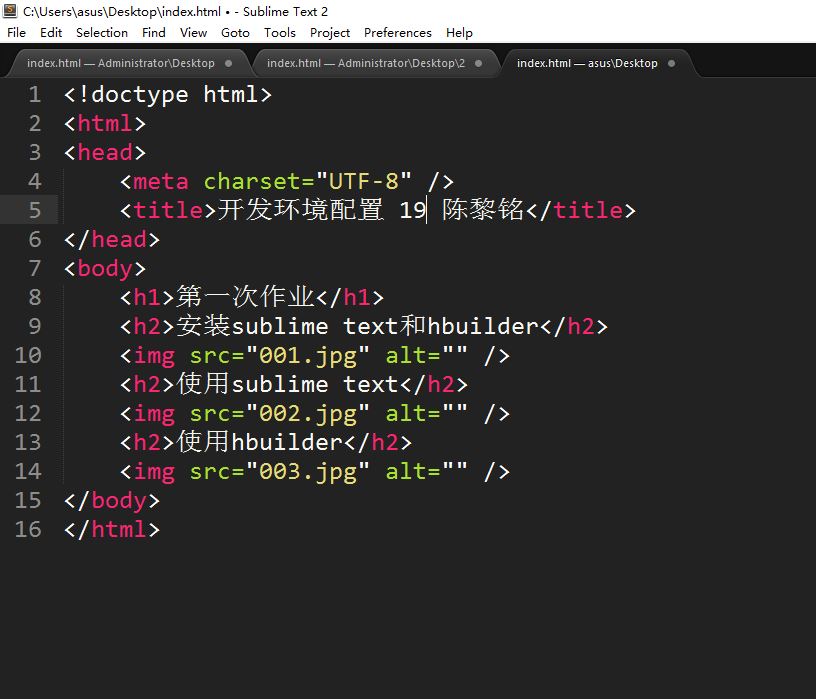 C:\Users\asus\Desktop\index.html • - Sublime Text 2
File Edit Selection Find View Goto Tools Project Preferences Help
index.html — Administrator\Desktop index.html — Administrator\Desktop\2 index.html — asus\Desktop
1 <!doctype html>
2 <html>
3 <head>
4 <meta charset="UTF-8" />
5 <title>开发环境配置 19 陈黎铭</title>
6 </head>
7 <body>
8 <h1>第一次作业</h1>
9 <h2>安装sublime text和hbuilder</h2>
10 <img src="001.jpg" alt="" />
11 <h2>使用sublime text</h2>
12 <img src="002.jpg" alt="" />
13 <h2>使用hbuilder</h2>
14 <img src="003.jpg" alt="" />
15 </body>
16 </html>